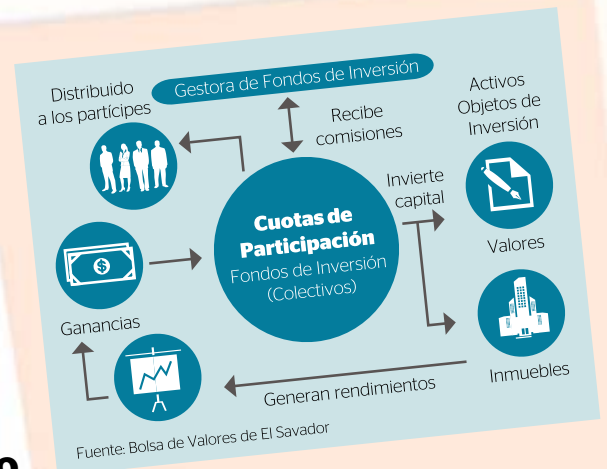 Gestora de Fondos de Inversión
Distribuido
a los partícipes
Recibe
comisiones
Activos
Objetos de
Inversión
Invierte
capital
Cuotas de
Participación
Fondos de Inversión
(Colectivos)
Valores
Ganancias
Inmuebles
Generan rendimientos
Fuente: Bolsa de Valores de El Savador